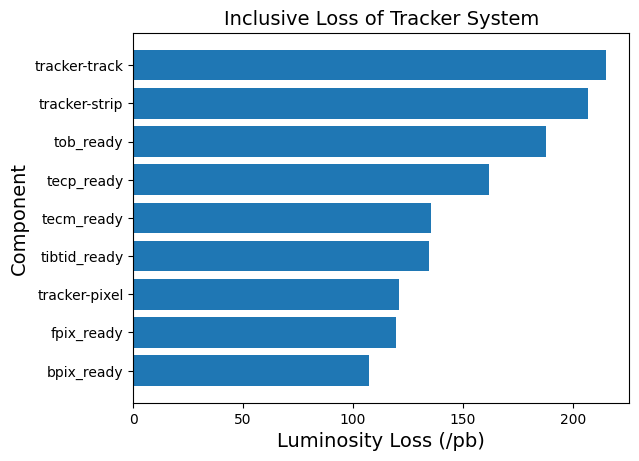 Inclusive Loss of Tracker System
Component
tracker-track
tracker-strip
tob_ready
tecp_ready
tecm_ready
tibtid_ready
tracker-pixel
fpix_ready
bpix_ready
0 50 100 150 200
Luminosity Loss (/pb)